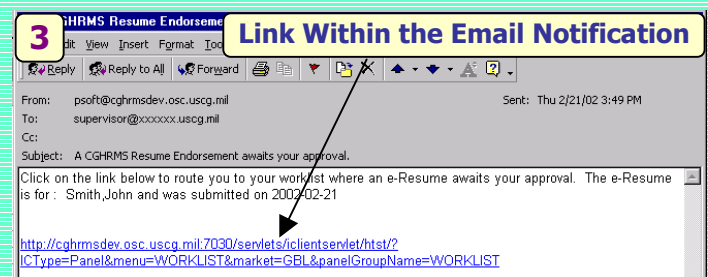 GHRMS Resume Endorseme
3
Link Within the Email Notification
dit View Insert Format Too
Reply Reply to All Forward
From: psoft@cghrmsdev.osc.uscg.mil Sent: Thu 2/21/02 3:49 PM
To: supervisor@xxxxxx.uscg.mil
Cc:
Subject: A CGHRMS Resume Endorsement awaits your approval.
Click on the link below to route you to your worklist where an e-Resume awaits your approval. The e-Resume
is for : Smith,John and was submitted on 2002-02-21
http://cghrmsdev.osc.uscg.mil:7030/servlets/iclientservlet/htst/?
ICType=Panel&menu=WORKLIST&market=GBL&panelGroupName=WORKLIST